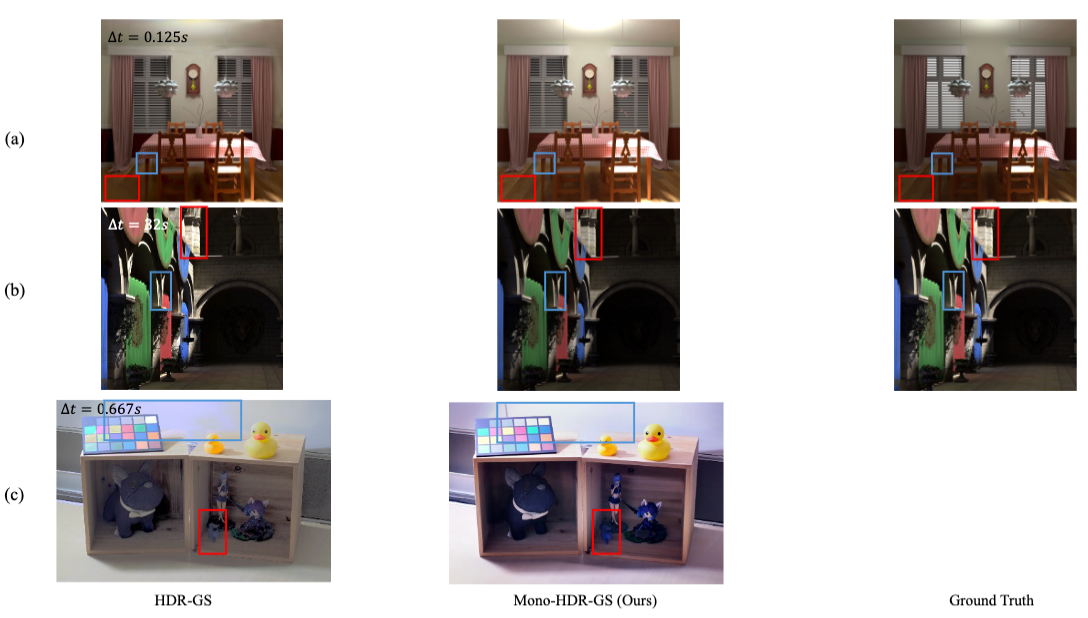 Δt = 0.125s
(a)
Δt = 32s
(b)
Δt = 0.667s
(c)
HDR-GS
Mono-HDR-GS (Ours)
Ground Truth